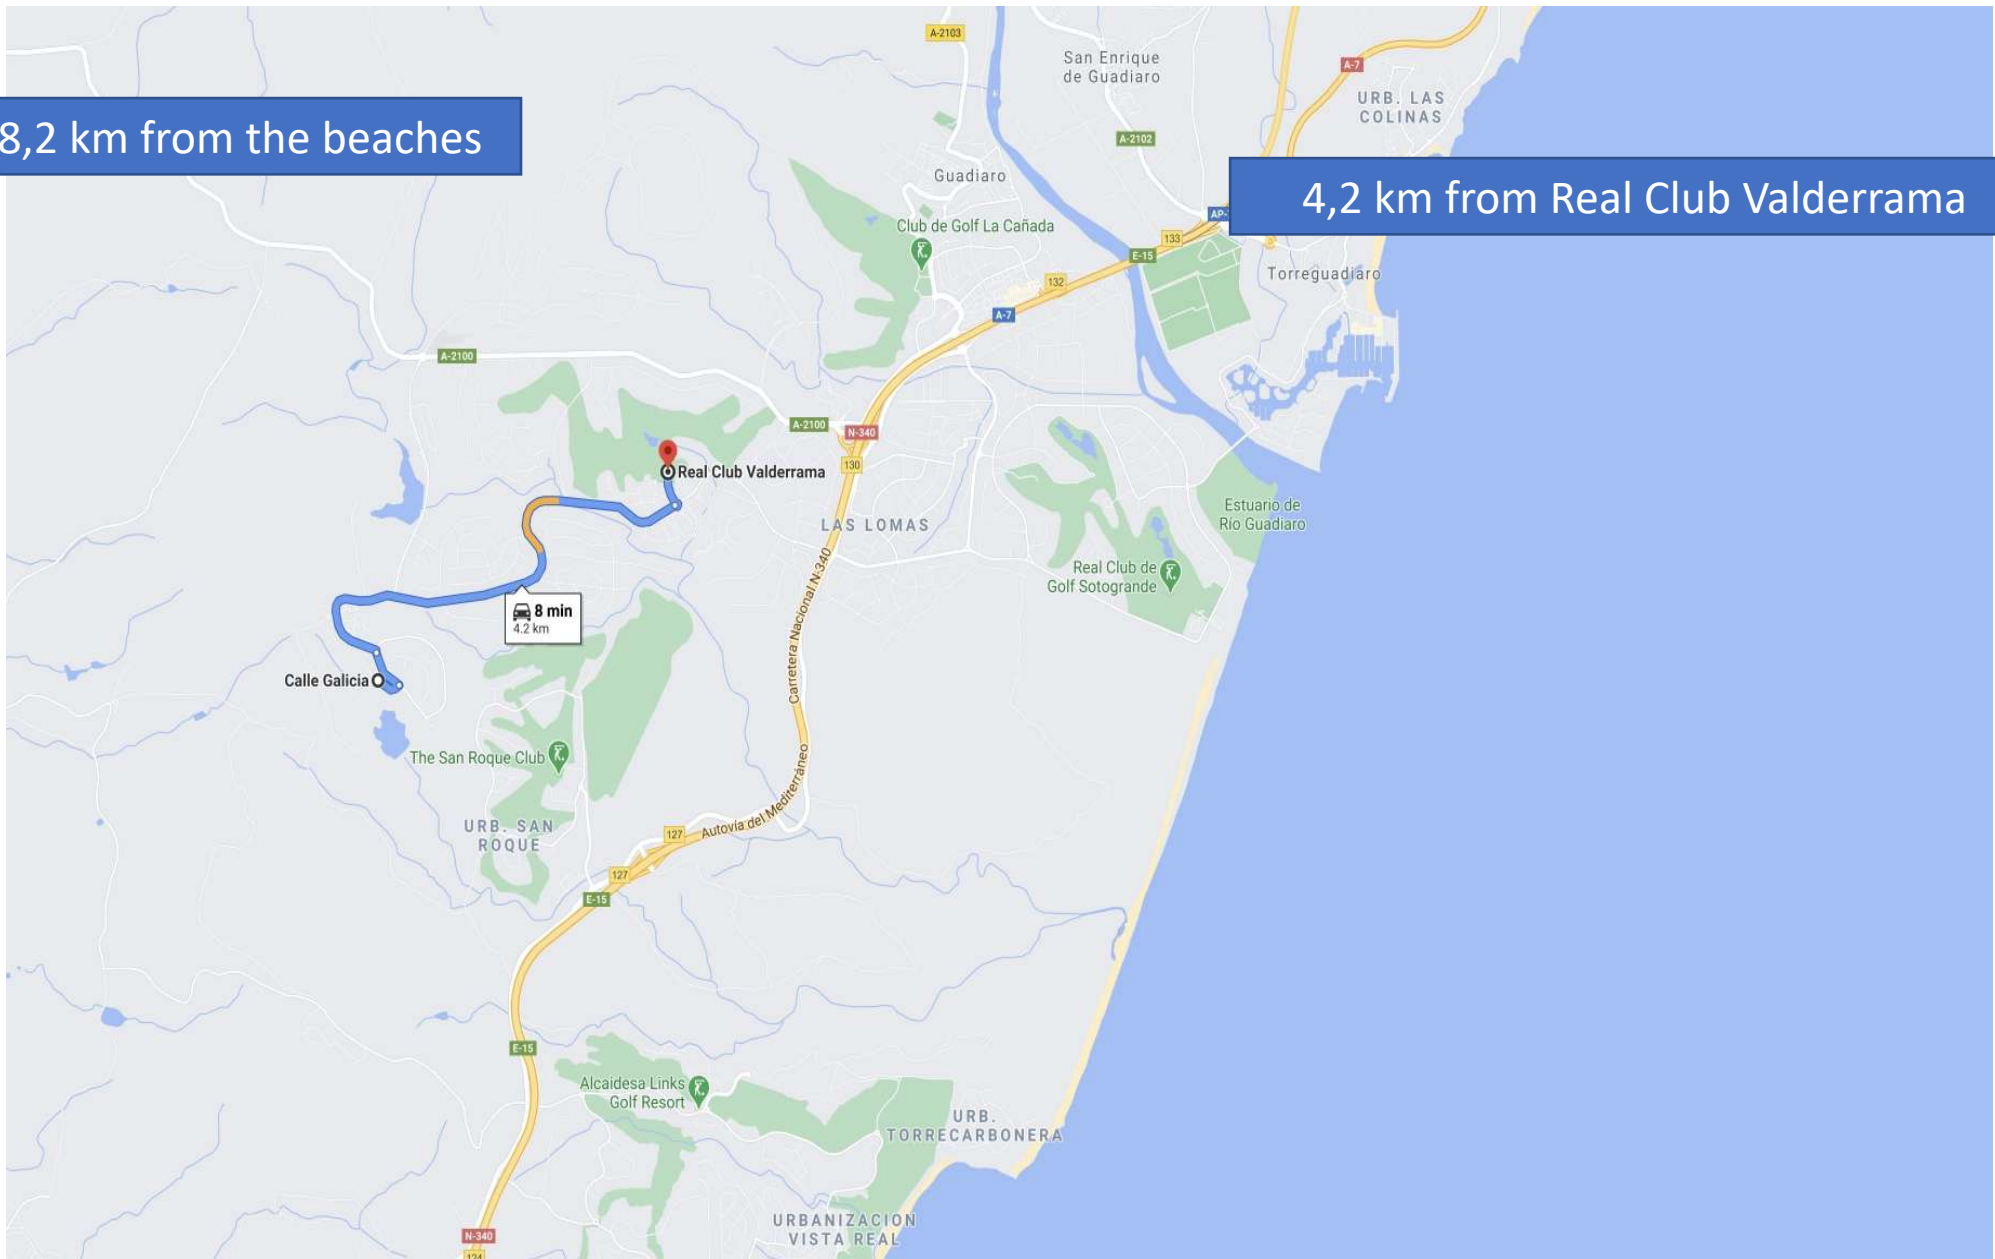 A-2103
San Enrique
de Guadiaro
A-7
URB. LAS
COLINAS
8,2 km from the beaches
A-2102
Guadiaro
4,2 km from Real Club Valderrama
AP-
Club de Golf La Cañada
133
E-15
Torreguadiaro
132
A-7
A-2100
A-2100
N-340
130
Real Club Valderrama
LAS LOMAS
Estuario de
Río Guadiaro
Real Club de
Golf Sotogrande
Carretera Nacional N-340
8 min
4.2 km
Calle Galicia
The San Roque Club
URB. SAN
ROQUE
127
Autovía del Mediterráneo
127
E-15
E-15
Alcaidesa Links
Golf Resort
URB.
TORRECARBONERA
URBANIZACION
VISTA REAL
N-340
124